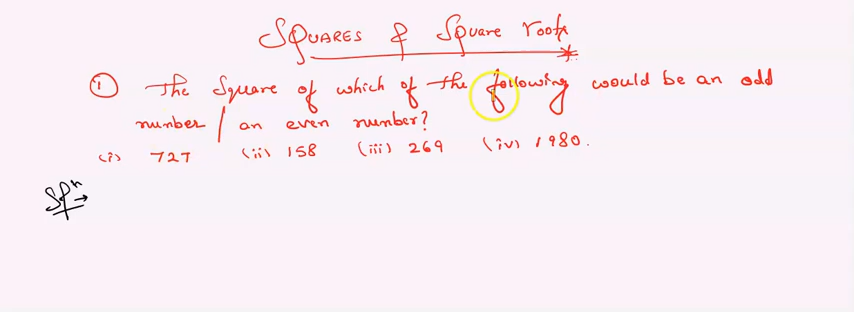 SQUARES & Square roots
① The Square of which of the following would be an odd
number / an even number?
(i) 727 (ii) 158 (iii) 269 (iv) 1980.
Solⁿ →